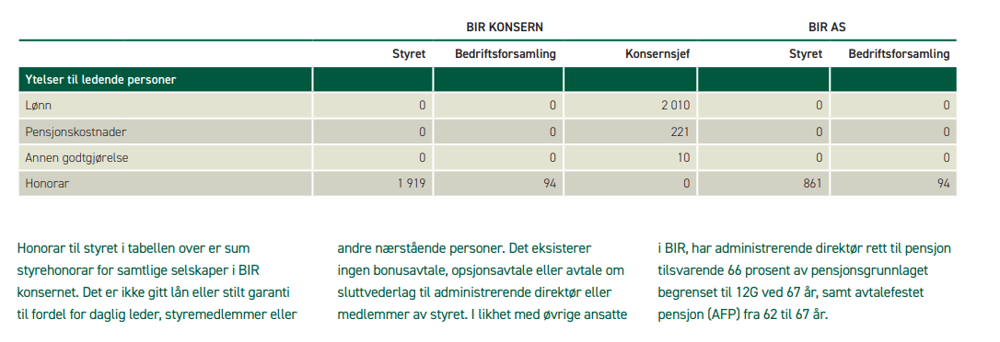 BIR KONSERN BIR AS
Styret Bedriftsforsamling Konsernsjef Styret Bedriftsforsamling
Ytelser til ledende personer
Lønn 0 0 2 010 0 0
Pensjonskostnader 0 0 221 0 0
Annen godtgjørelse 0 0 10 0 0
Honorar 1 919 94 0 861 94
Honorar til styret i tabellen over er sum
styrehonorar for samtlige selskaper i BIR
konsernet. Det er ikke gitt lån eller stilt garanti
til fordel for daglig leder, styremedlemmer eller
andre nærstående personer. Det eksisterer
ingen bonusavtale, opsjonsavtale eller avtale om
sluttvederlag til administrerende direktør eller
medlemmer av styret. I likhet med øvrige ansatte
i BIR, har administrerende direktør rett til pensjon
tilsvarende 66 prosent av pensjonsgrunnlaget
begrenset til 12G ved 67 år, samt avtalefestet
pensjon (AFP) fra 62 til 67 år.